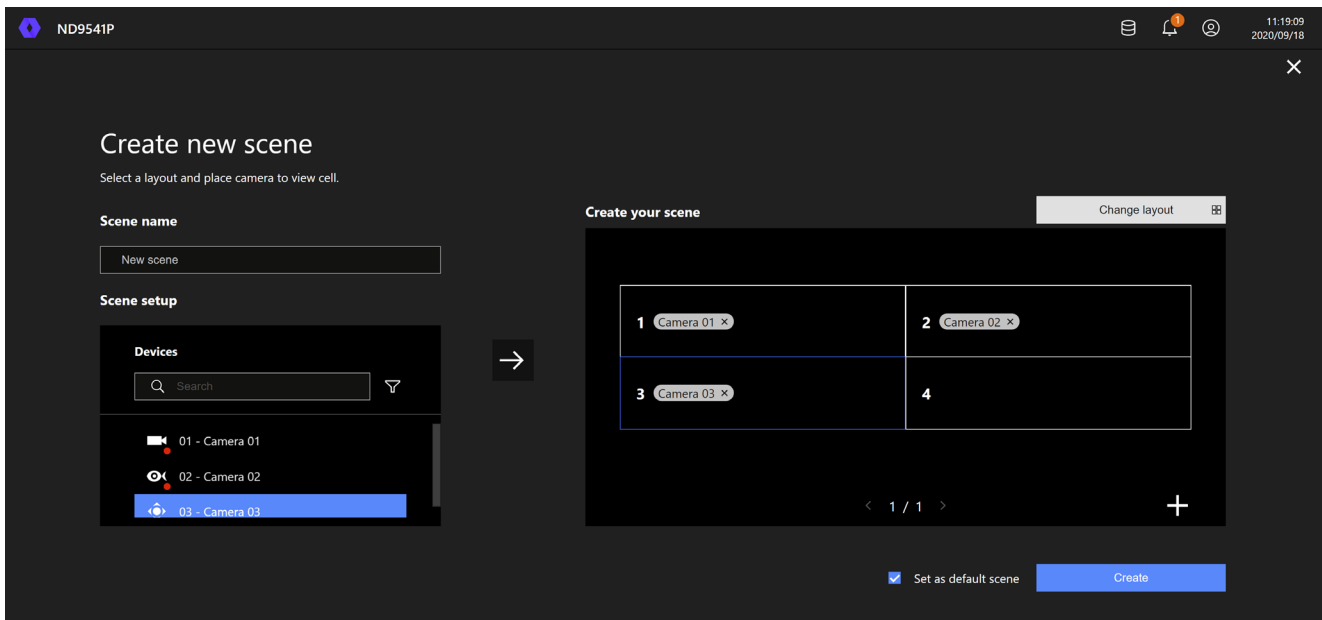 ND9541P
1
11:19:09
2020/09/18
Create new scene
Select a layout and place camera to view cell.
Scene name
New scene
Scene setup
Devices
Search
01 - Camera 01
02 - Camera 02
03 - Camera 03
Create your scene
Change layout
1 Camera 01 ×
2 Camera 02 ×
3 Camera 03 ×
4
< 1 / 1 >
Set as default scene
Create